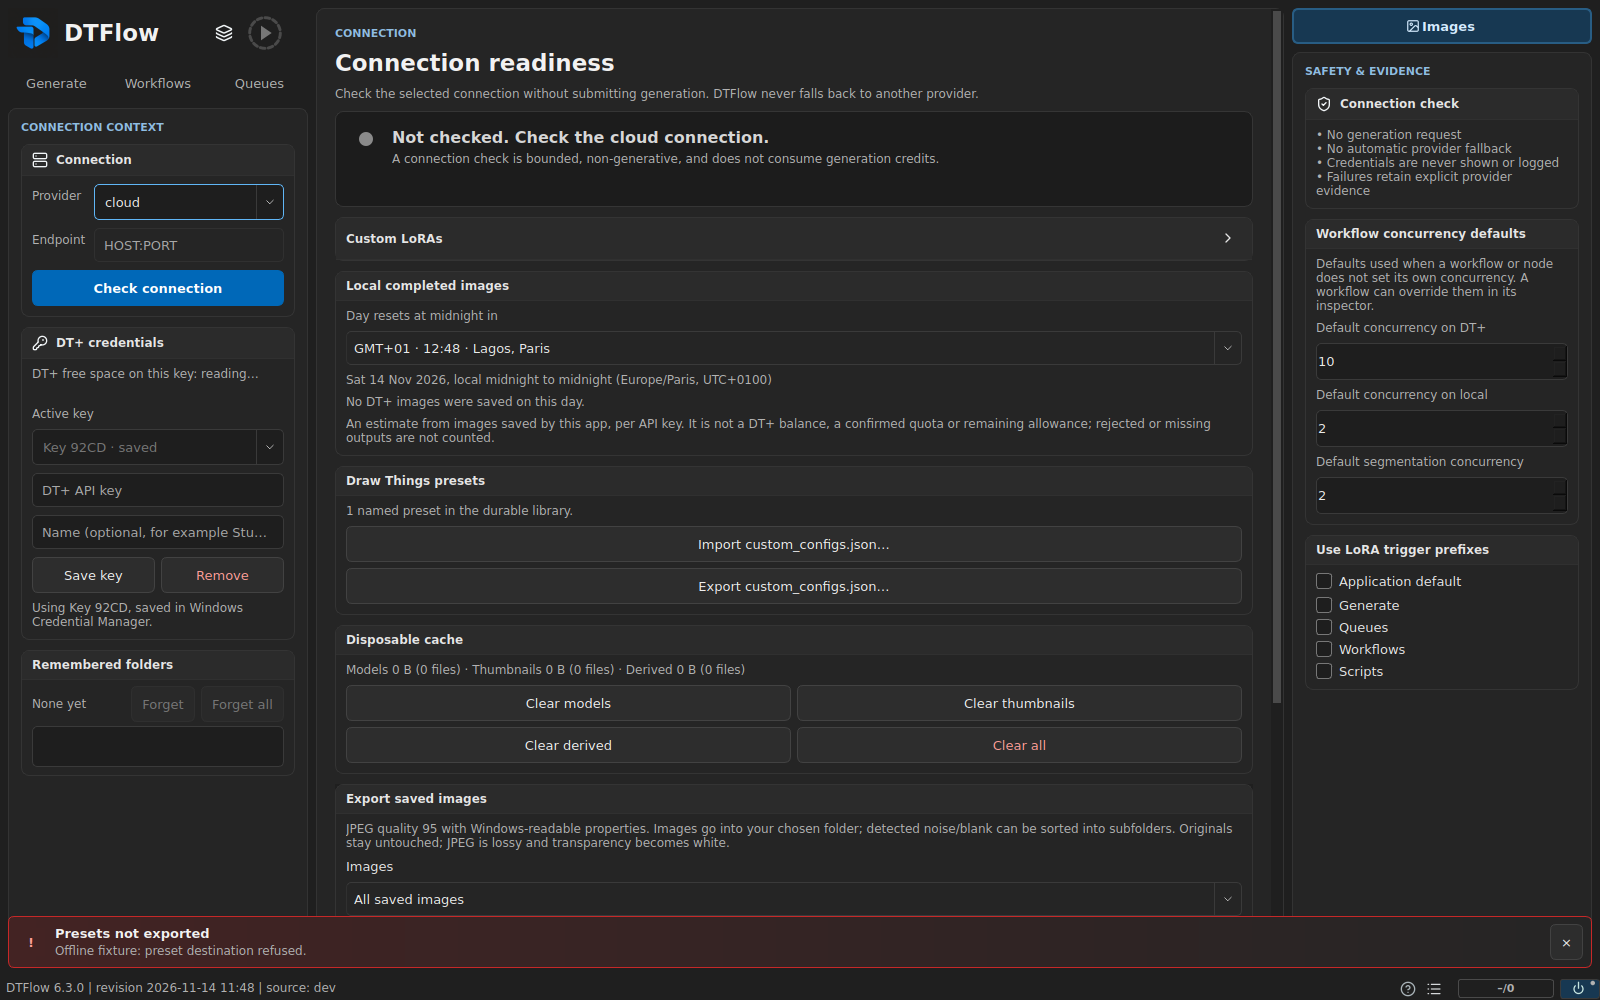 DTFlow
Generate
Workflows
Queues
CONNECTION CONTEXT
Connection
Provider
cloud
Endpoint
HOST:PORT
Check connection
DT+ credentials
DT+ free space on this key: reading...
Active key
Key 92CD · saved
DT+ API key
Name (optional, for example Stu...
Save key
Remove
Using Key 92CD, saved in Windows
Credential Manager.
Remembered folders
None yet
Forget
Forget all
CONNECTION
Connection readiness
Check the selected connection without submitting generation. DTFlow never falls back to another provider.
Not checked. Check the cloud connection.
A connection check is bounded, non-generative, and does not consume generation credits.
Custom LoRAs
Local completed images
Day resets at midnight in
GMT+01 · 12:48 · Lagos, Paris
Sat 14 Nov 2026, local midnight to midnight (Europe/Paris, UTC+0100)
No DT+ images were saved on this day.
An estimate from images saved by this app, per API key. It is not a DT+ balance, a confirmed quota or remaining allowance; rejected or missing
outputs are not counted.
Draw Things presets
1 named preset in the durable library.
Import custom_configs.json...
Export custom_configs.json...
Disposable cache
Models 0 B (0 files) · Thumbnails 0 B (0 files) · Derived 0 B (0 files)
Clear models
Clear thumbnails
Clear derived
Clear all
Export saved images
JPEG quality 95 with Windows-readable properties. Images go into your chosen folder; detected noise/blank can be sorted into subfolders. Originals
stay untouched; JPEG is lossy and transparency becomes white.
Images
All saved images
Images
SAFETY & EVIDENCE
Connection check
• No generation request
• No automatic provider fallback
• Credentials are never shown or logged
• Failures retain explicit provider
evidence
Workflow concurrency defaults
Defaults used when a workflow or node
does not set its own concurrency. A
workflow can override them in its
inspector.
Default concurrency on DT+
10
Default concurrency on local
2
Default segmentation concurrency
2
Use LoRA trigger prefixes
Application default
Generate
Queues
Workflows
Scripts
! Presets not exported
Offline fixture: preset destination refused.
×
DTFlow 6.3.0 | revision 2026-11-14 11:48 | source: dev
–/0